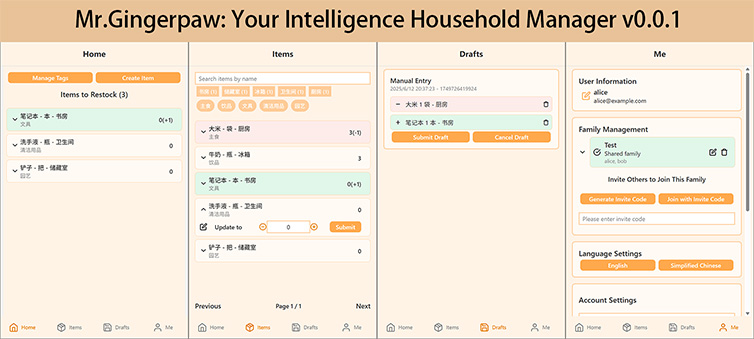 Mr.Gingerpaw: Your Intelligence Household Manager v0.0.1
Home
Manage Tags
Create Item
Items to Restock (3)
笔记本 - 本 - 书房
文具
0(+1)
洗手液 - 瓶 - 卫生间
清洁用品
0
铲子 - 把 - 储藏室
园艺
0
Home
Items
Drafts
Me
Items
Search items by name
书房 (1)
储藏室 (1)
冰箱 (1)
卫生间 (1)
厨房 (1)
主食
饮品
文具
清洁用品
园艺
大米 - 袋 - 厨房
主食
3(-1)
牛奶 - 瓶 - 冰箱
饮品
3
笔记本 - 本 - 书房
文具
0(+1)
洗手液 - 瓶 - 卫生间
清洁用品
0
Update to
0
Submit
铲子 - 把 - 储藏室
园艺
0
Previous
Page 1 / 1
Next
Home
Items
Drafts
Me
Drafts
Manual Entry
2025/6/12 20:37:23 - 1749726419924
大米 1 袋 - 厨房
笔记本 1 本 - 书房
Submit Draft
Cancel Draft
Home
Items
Drafts
Me
Me
User Information
alice
alice@example.com
Family Management
Test
Shared family
alice, bob
Invite Others to Join This Family
Generate Invite Code
Join with Invite Code
Please enter invite code
Language Settings
English
Simplified Chinese
Account Settings
Home
Items
Drafts
Me